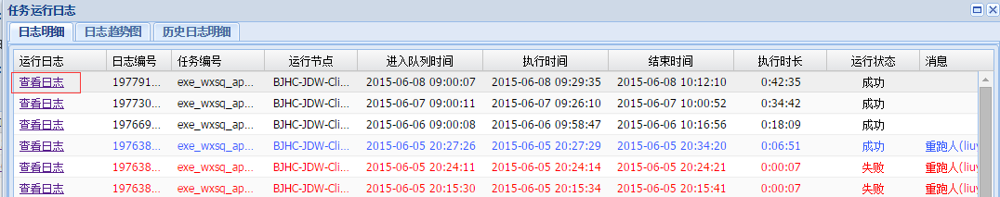 任务运行日志
日志明细 日志趋势图 历史日志明细
运行日志 日志编号 任务编号 运行节点 进入队列时间 执行时间 结束时间 执行时长 运行状态 消息
查看日志 197791... exe_wxsq_ap... BJHC-JDW-Cli... 2015-06-08 09:00:07 2015-06-08 09:29:35 2015-06-08 10:12:10 0:42:35 成功
查看日志 197730... exe_wxsq_ap... BJHC-JDW-Cli... 2015-06-07 09:00:11 2015-06-07 09:26:10 2015-06-07 10:00:52 0:34:42 成功
查看日志 197669... exe_wxsq_ap... BJHC-JDW-Cli... 2015-06-06 09:00:08 2015-06-06 09:58:47 2015-06-06 10:16:56 0:18:09 成功
查看日志 197638... exe_wxsq_ap... BJHC-JDW-Cli... 2015-06-05 20:27:26 2015-06-05 20:27:29 2015-06-05 20:34:20 0:06:51 成功 重跑人(liuy
查看日志 197638... exe_wxsq_ap... BJHC-JDW-Cli... 2015-06-05 20:24:11 2015-06-05 20:24:14 2015-06-05 20:24:21 0:00:07 失败 重跑人(liuy
查看日志 197638... exe_wxsq_ap... BJHC-JDW-Cli... 2015-06-05 20:15:30 2015-06-05 20:15:34 2015-06-05 20:15:41 0:00:07 失败 重跑人(liuy